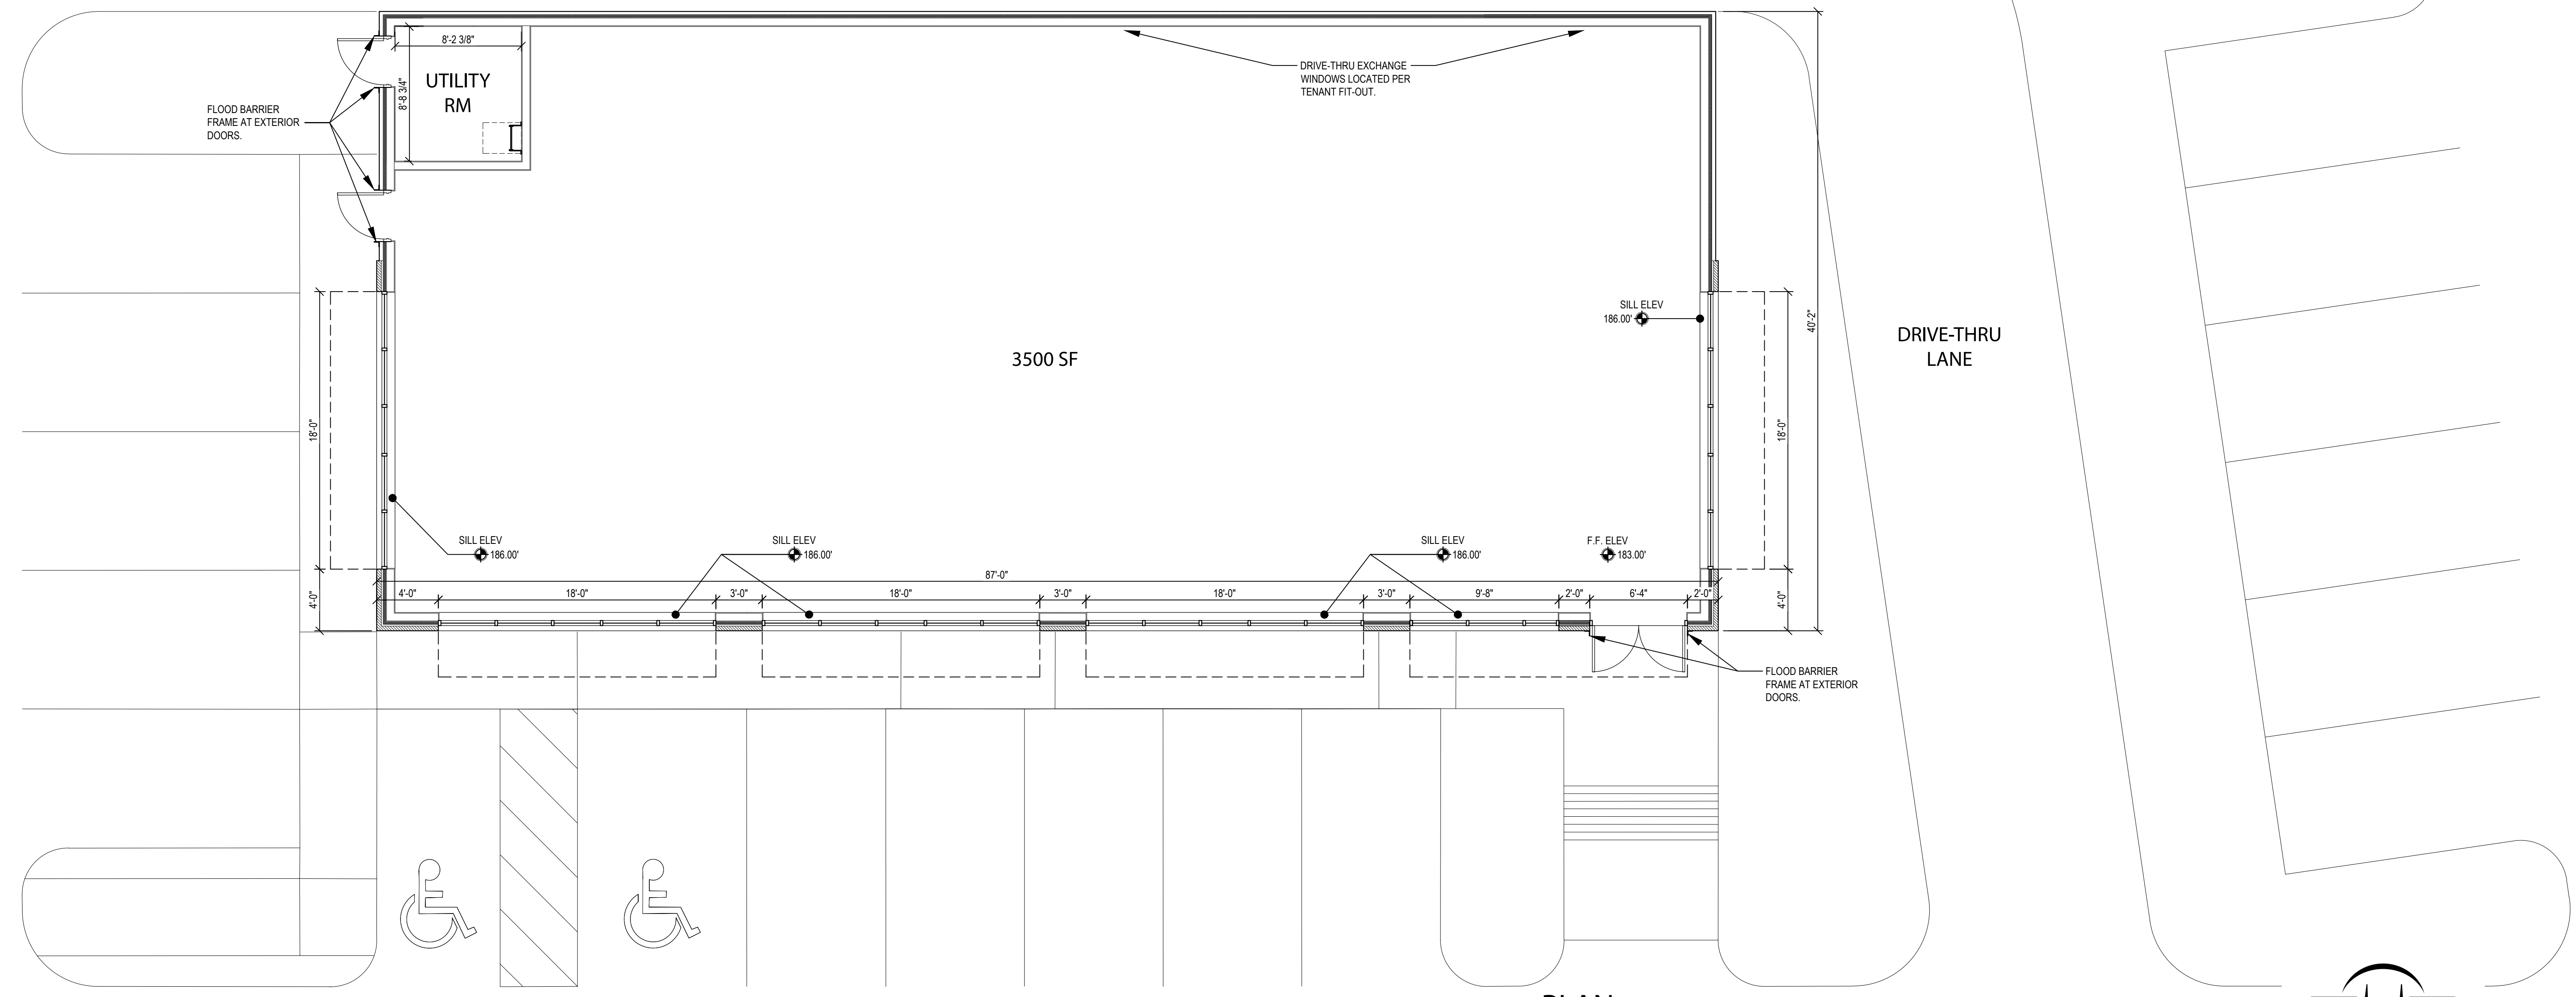 8'-2 3/8"
UTILITY
RM
8'-8 3/4"
FLOOD BARRIER
FRAME AT EXTERIOR
DOORS.
DRIVE-THRU EXCHANGE
WINDOWS LOCATED PER
TENANT FIT-OUT.
SILL ELEV
186.00'
40'-2"
DRIVE-THRU
LANE
3500 SF
18'-0"
18'-0"
SILL ELEV
186.00'
SILL ELEV
186.00'
SILL ELEV
186.00'
F.F. ELEV
183.00'
87'-0"
4'-0"
4'-0"
18'-0"
3'-0"
18'-0"
3'-0"
18'-0"
3'-0"
9'-8"
2'-0"
6'-4"
2'-0"
4'-0"
FLOOD BARRIER
FRAME AT EXTERIOR
DOORS.
PLAN